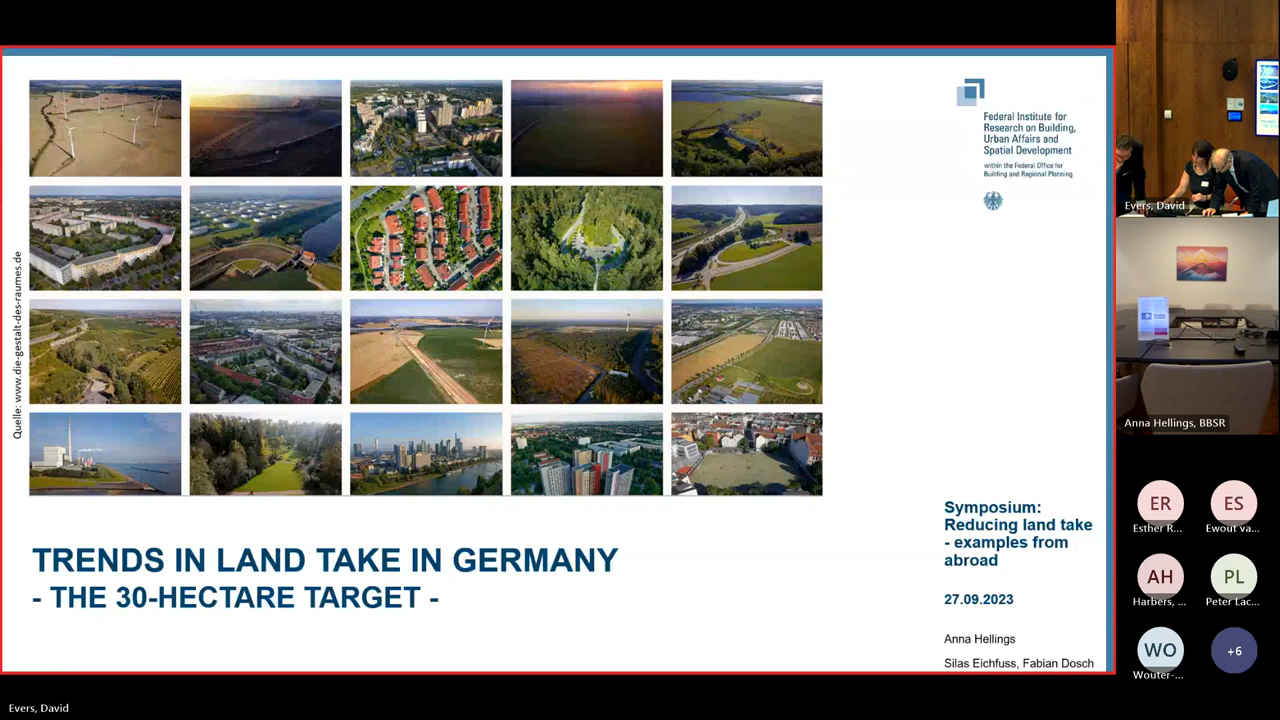 Quelle: www.die-gestalt-des-raumes.de
Federal Institute for
Research on Building,
Urban Affairs and
Spatial Development
within the Federal Office for
Building and Regional Planning
TRENDS IN LAND TAKE IN GERMANY
- THE 30-HECTARE TARGET -
Symposium:
Reducing land take
- examples from
abroad
27.09.2023
Anna Hellings
Silas Eichfuss, Fabian Dosch
Evers, David
Anna Hellings, BBSR
ER
ES
Esther R...
Ewout va...
AH
PL
Harbers, ...
Peter Lac...
WO
+6
Wouter-...
Evers, David